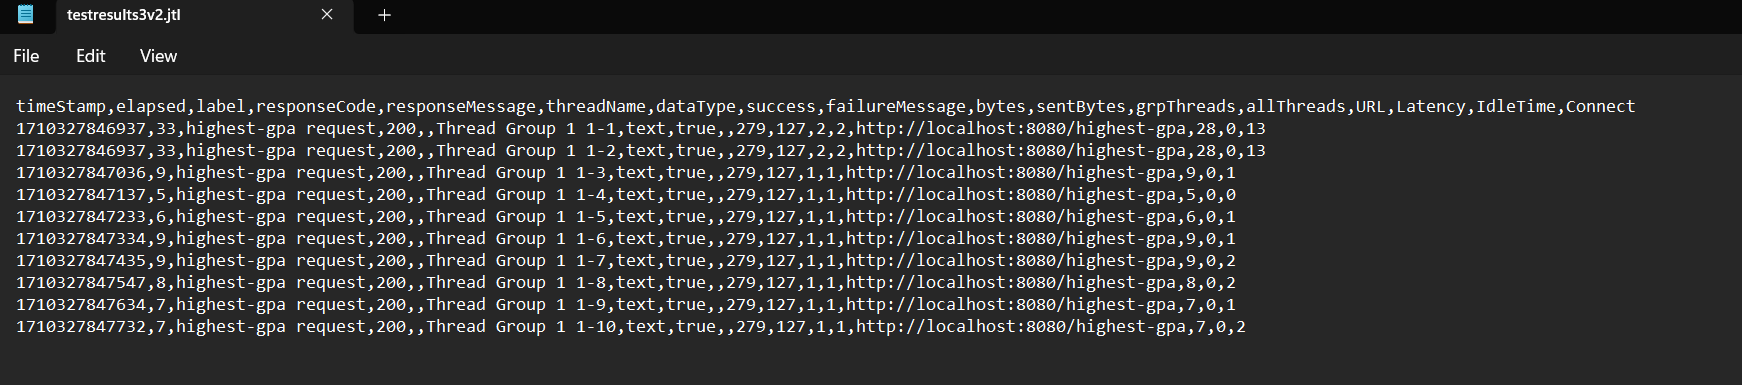 testresults3v2.jtl
File Edit View
timeStamp,elapsed,label,responseCode,responseMessage,threadName,dataType,success,failureMessage,bytes,sentBytes,grpThreads,allThreads,URL,Latency,IdleTime,Connect
1710327846937,33,highest-gpa request,200,,Thread Group 1 1-1,text,true,,279,127,2,2,http://localhost:8080/highest-gpa,28,0,13
1710327846937,33,highest-gpa request,200,,Thread Group 1 1-2,text,true,,279,127,2,2,http://localhost:8080/highest-gpa,28,0,13
1710327847036,9,highest-gpa request,200,,Thread Group 1 1-3,text,true,,279,127,1,1,http://localhost:8080/highest-gpa,9,0,1
1710327847137,5,highest-gpa request,200,,Thread Group 1 1-4,text,true,,279,127,1,1,http://localhost:8080/highest-gpa,5,0,0
1710327847233,6,highest-gpa request,200,,Thread Group 1 1-5,text,true,,279,127,1,1,http://localhost:8080/highest-gpa,6,0,1
1710327847334,9,highest-gpa request,200,,Thread Group 1 1-6,text,true,,279,127,1,1,http://localhost:8080/highest-gpa,9,0,1
1710327847435,9,highest-gpa request,200,,Thread Group 1 1-7,text,true,,279,127,1,1,http://localhost:8080/highest-gpa,9,0,2
1710327847547,8,highest-gpa request,200,,Thread Group 1 1-8,text,true,,279,127,1,1,http://localhost:8080/highest-gpa,8,0,2
1710327847634,7,highest-gpa request,200,,Thread Group 1 1-9,text,true,,279,127,1,1,http://localhost:8080/highest-gpa,7,0,1
1710327847732,7,highest-gpa request,200,,Thread Group 1 1-10,text,true,,279,127,1,1,http://localhost:8080/highest-gpa,7,0,2